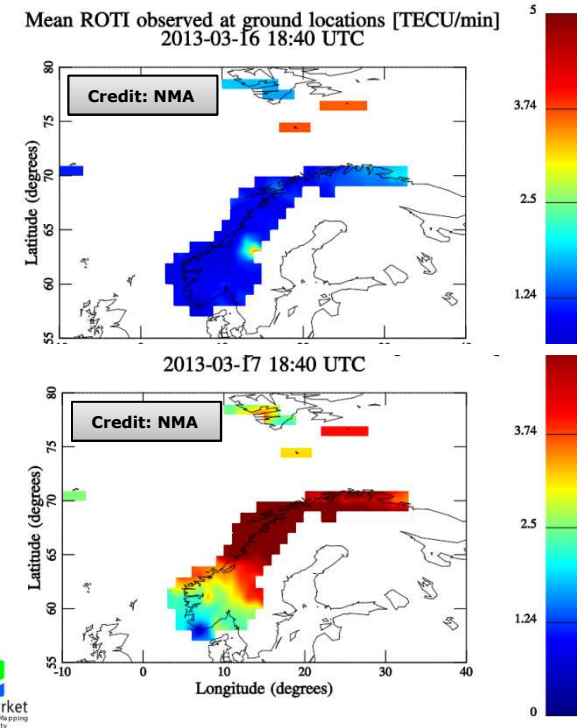 Mean ROTI observed at ground locations [TECU/min]
2013-03-16 18:40 UTC
Credit: NMA
Latitude (degrees)
80
75
70
65
60
55
5
3.74
2.5
1.24
2013-03-17 18:40 UTC
Credit: NMA
Latitude (degrees)
80
75
70
65
60
55
-10
0
10
20
30
40
Longitude (degrees)
3.74
2.5
1.24
0
rket
Mapping